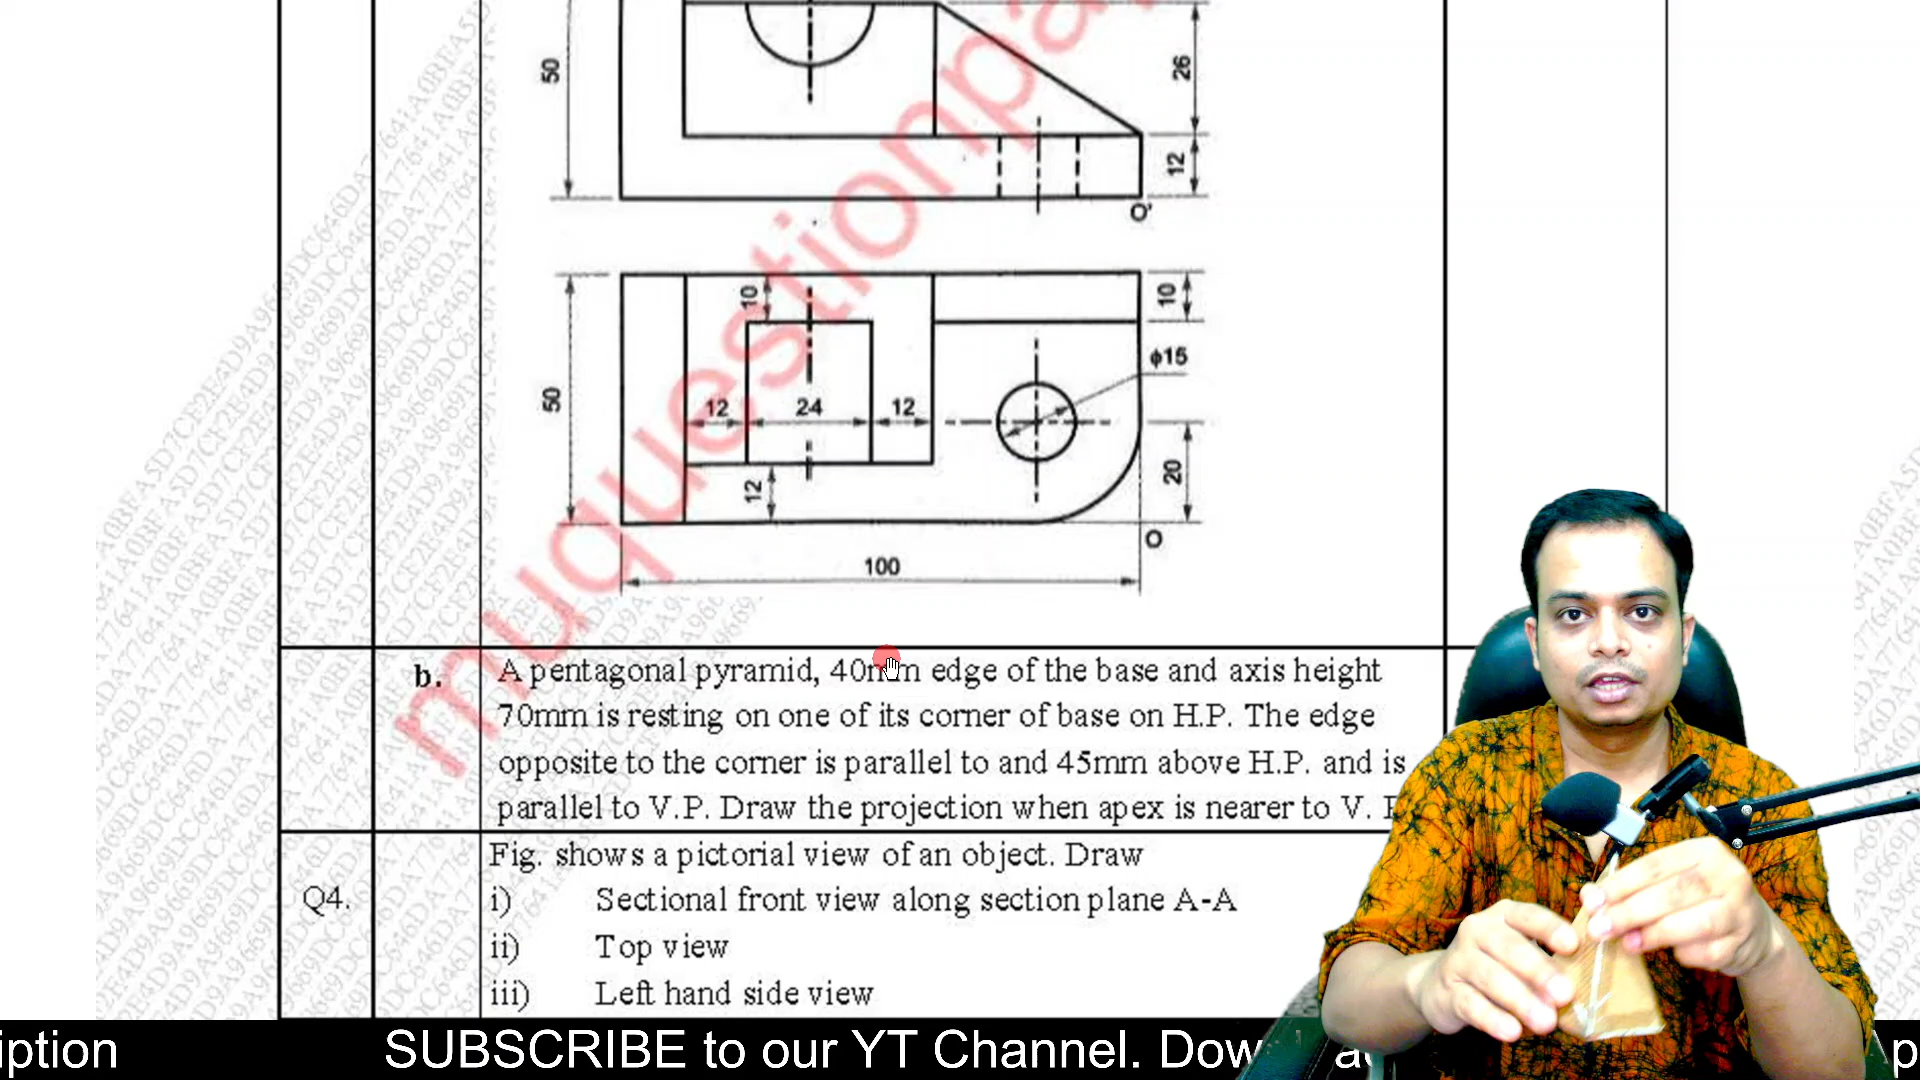 50
26
12
O'
10
10
ϕ15
50
12
24
12
12
20
O
100
muquestionpa
b.
A pentagonal pyramid, 40mm edge of the base and axis height
70mm is resting on one of its corner of base on H.P. The edge
opposite to the corner is parallel to and 45mm above H.P. and is
parallel to V.P. Draw the projection when apex is nearer to V.
Q4.
Fig. shows a pictorial view of an object. Draw
i) Sectional front view along section plane A-A
ii) Top view
iii) Left hand side view
iption SUBSCRIBE to our YT Channel. Dow